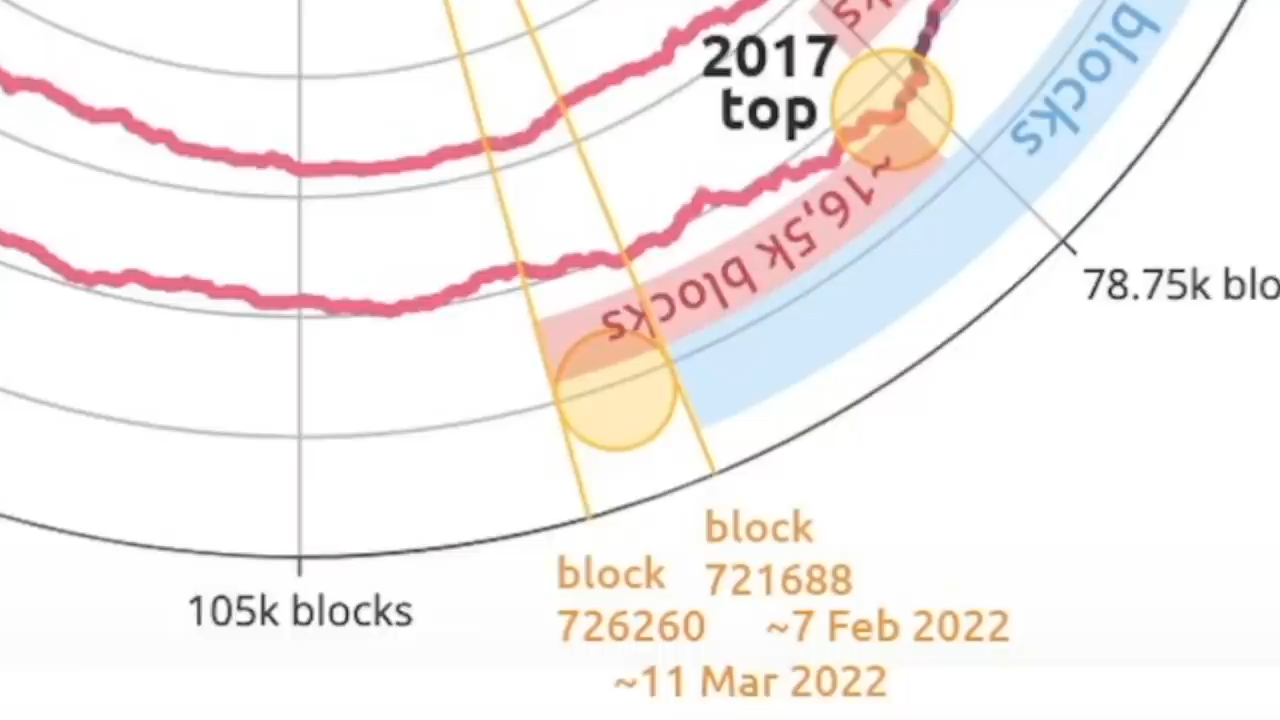 ks
blocks
2017
top
~16,5k blocks
78.75k blo
105k blocks
block
721688
~7 Feb 2022
block
726260
~11 Mar 2022